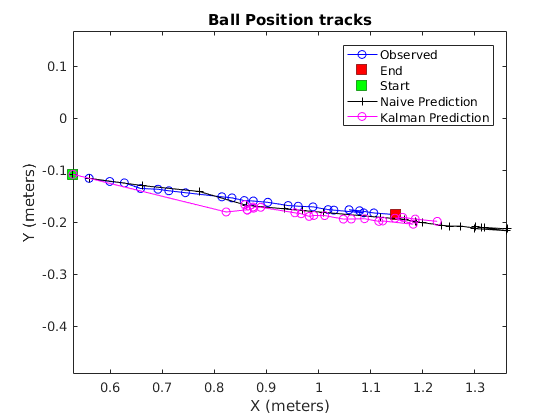 Ball Position tracks
Observed
End
Start
Naive Prediction
Kalman Prediction
Y (meters)
0.1
0
-0.1
-0.2
-0.3
-0.4
0.6
0.7
0.8
0.9
1
1.1
1.2
1.3
X (meters)